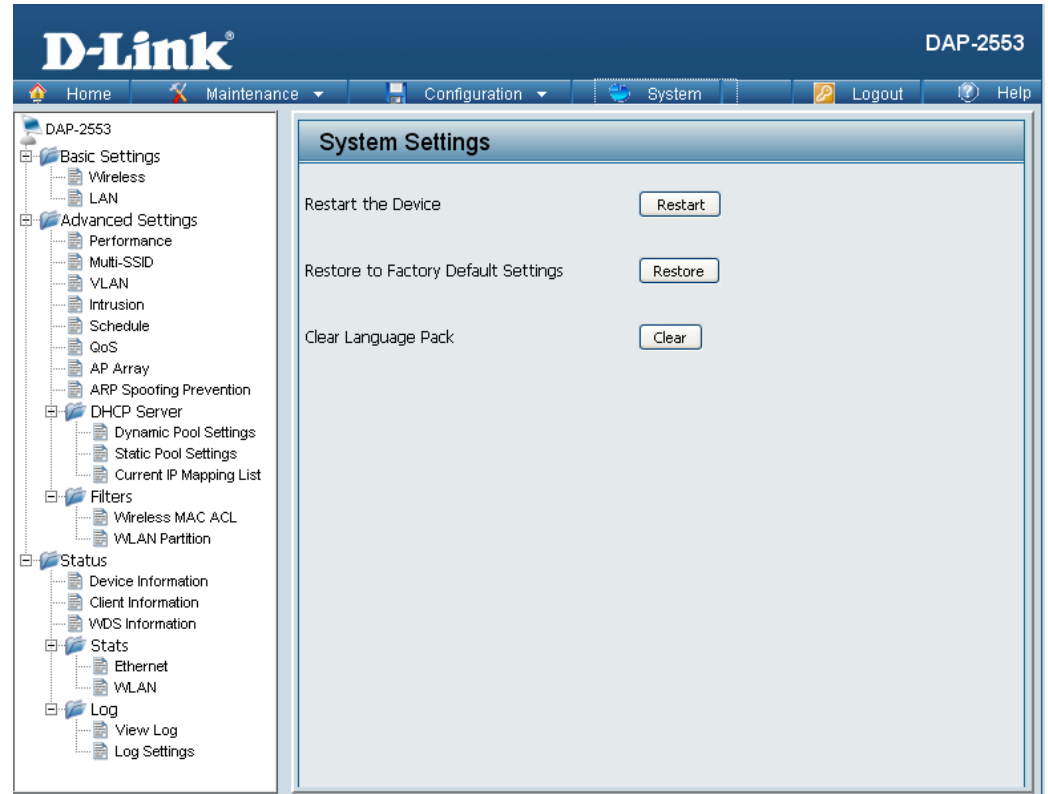 D-Link®
DAP-2553
Home Maintenance Configuration System Logout Help
DAP-2553
Basic Settings
Wireless
LAN
Advanced Settings
Performance
Multi-SSID
VLAN
Intrusion
Schedule
QoS
AP Array
ARP Spoofing Prevention
DHCP Server
Dynamic Pool Settings
Static Pool Settings
Current IP Mapping List
Filters
Wireless MAC ACL
WLAN Partition
Status
Device Information
Client Information
WDS Information
Stats
Ethernet
WLAN
Log
View Log
Log Settings
System Settings
Restart the Device Restart
Restore to Factory Default Settings Restore
Clear Language Pack Clear